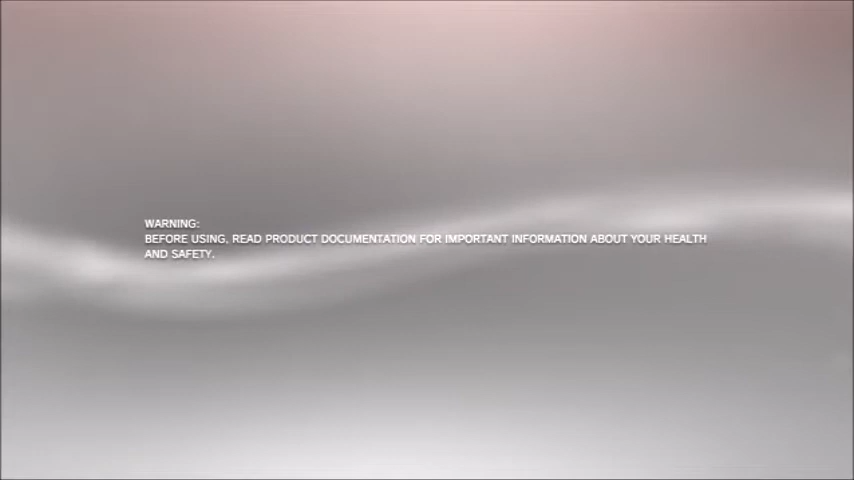 WARNING:
BEFORE USING, READ PRODUCT DOCUMENTATION FOR IMPORTANT INFORMATION ABOUT YOUR HEALTH
AND SAFETY.